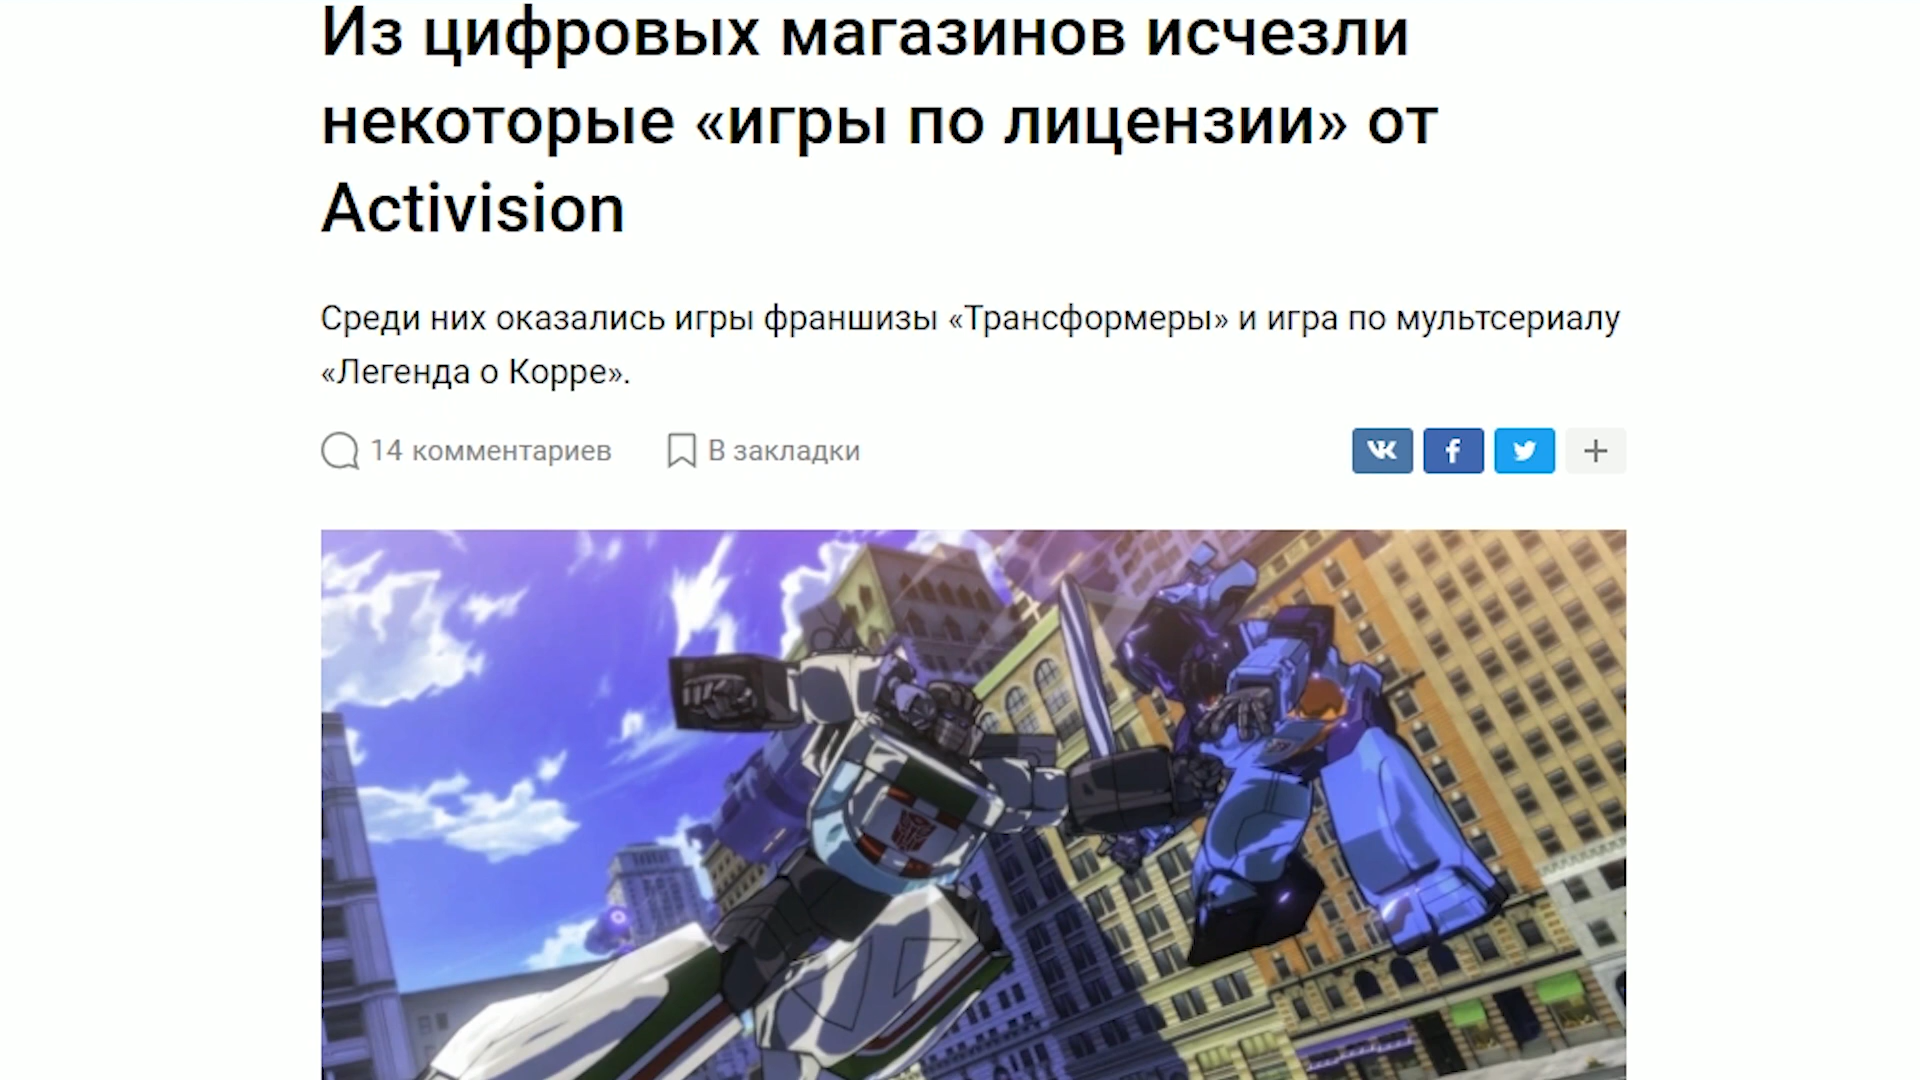 Из цифровых магазинов исчезли
некоторые «игры по лицензии» от
Activision
Среди них оказались игры франшизы «Трансформеры» и игра по мультсериалу
«Легенда о Корре».
14 комментариев В закладки